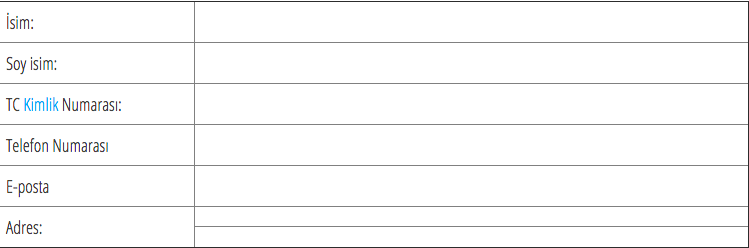 İsim:
Soy isim:
TC Kimlik Numarası:
Telefon Numarası
E-posta
Adres: